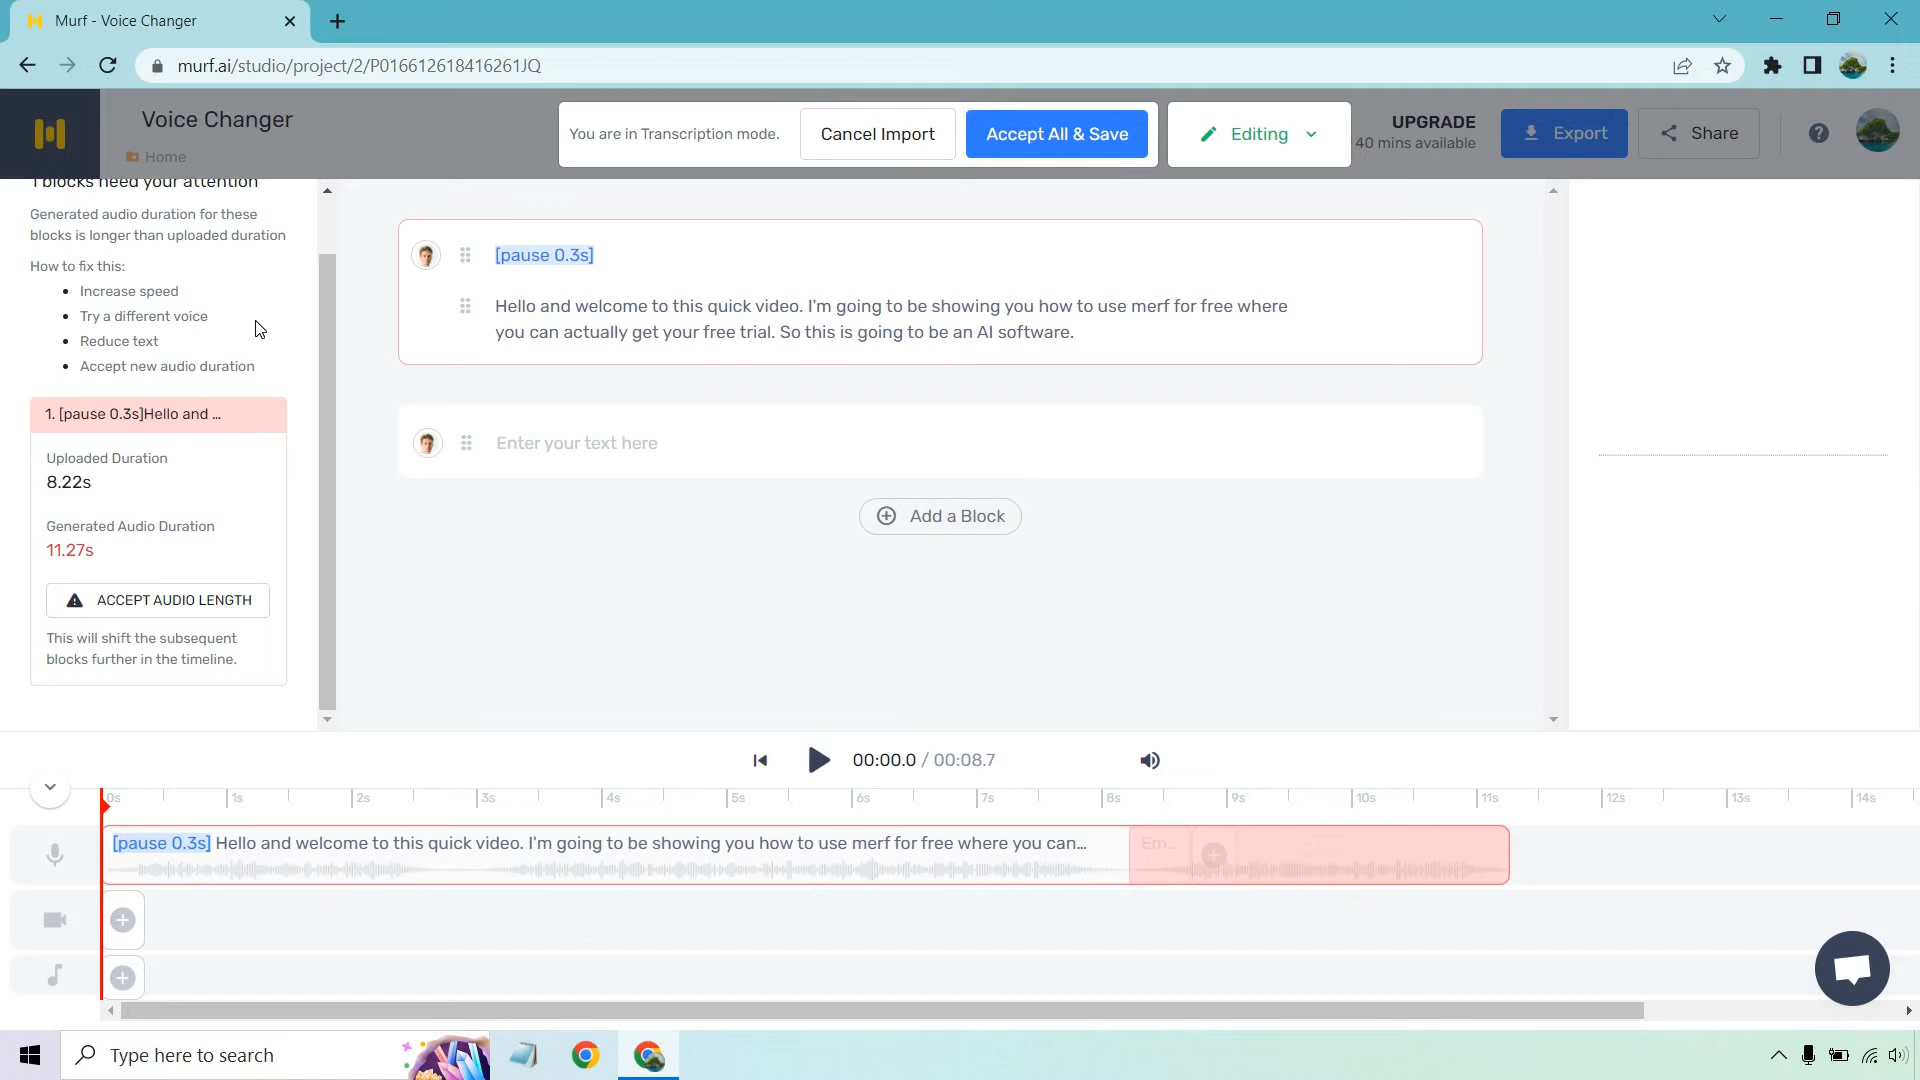 Murf - Voice Changer
murf.ai/studio/project/2/P016612618416261JQ
Voice Changer
Home
You are in Transcription mode.
Cancel Import
Accept All & Save
Editing
UPGRADE
40 mins available
Export
Share
1 blocks need your attention
Generated audio duration for these
blocks is longer than uploaded duration
How to fix this:
Increase speed
Try a different voice
Reduce text
Accept new audio duration
1. [pause 0.3s]Hello and ...
Uploaded Duration
8.22s
Generated Audio Duration
11.27s
ACCEPT AUDIO LENGTH
This will shift the subsequent
blocks further in the timeline.
[pause 0.3s]
Hello and welcome to this quick video. I'm going to be showing you how to use merf for free where
you can actually get your free trial. So this is going to be an AI software.
Enter your text here
Add a Block
00:00.0 / 00:08.7
0s 1s 2s 3s 4s 5s 6s 7s 8s 9s 10s 11s 12s 13s 14s
[pause 0.3s] Hello and welcome to this quick video. I'm going to be showing you how to use merf for free where you can...
Em...
Type here to search